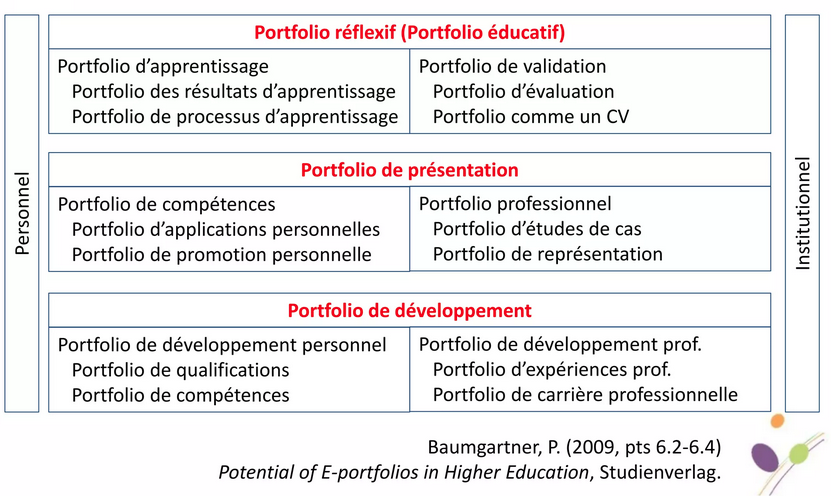 Personnel
Portfolio réflexif (Portfolio éducatif)
Portfolio d’apprentissage
Portfolio des résultats d’apprentissage
Portfolio de processus d’apprentissage
Portfolio de validation
Portfolio d’évaluation
Portfolio comme un CV
Portfolio de présentation
Portfolio de compétences
Portfolio d’applications personnelles
Portfolio de promotion personnelle
Portfolio professionnel
Portfolio d’études de cas
Portfolio de représentation
Portfolio de développement
Portfolio de développement personnel
Portfolio de qualifications
Portfolio de compétences
Portfolio de développement prof.
Portfolio d’expériences prof.
Portfolio de carrière professionnelle
Institutionnel
Baumgartner, P. (2009, pts 6.2-6.4)
Potential of E-portfolios in Higher Education, Studienverlag.